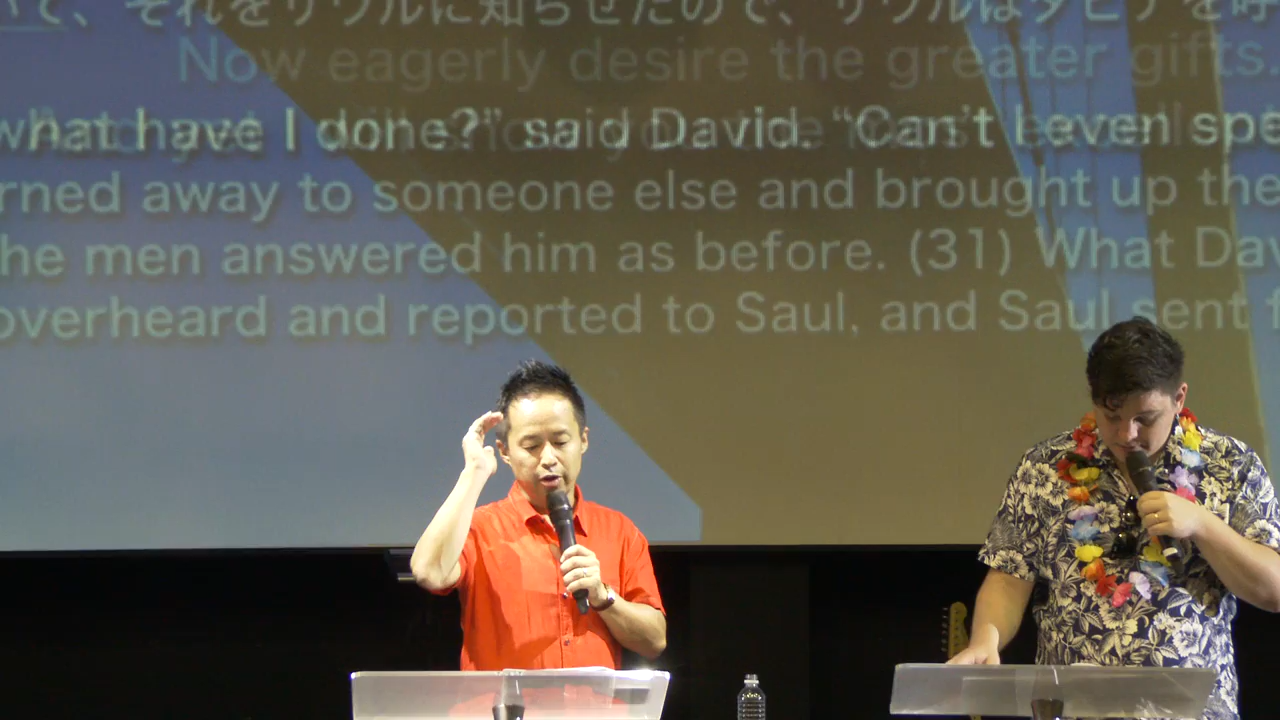 て、それをサウルに知らせたので、サウルはダビデを呼
Now eagerly desire the greater gifts.
what have I done?” said David. “Can’t I even spe
rned away to someone else and brought up the
he men answered him as before. (31) What Dav
overheard and reported to Saul, and Saul sent f